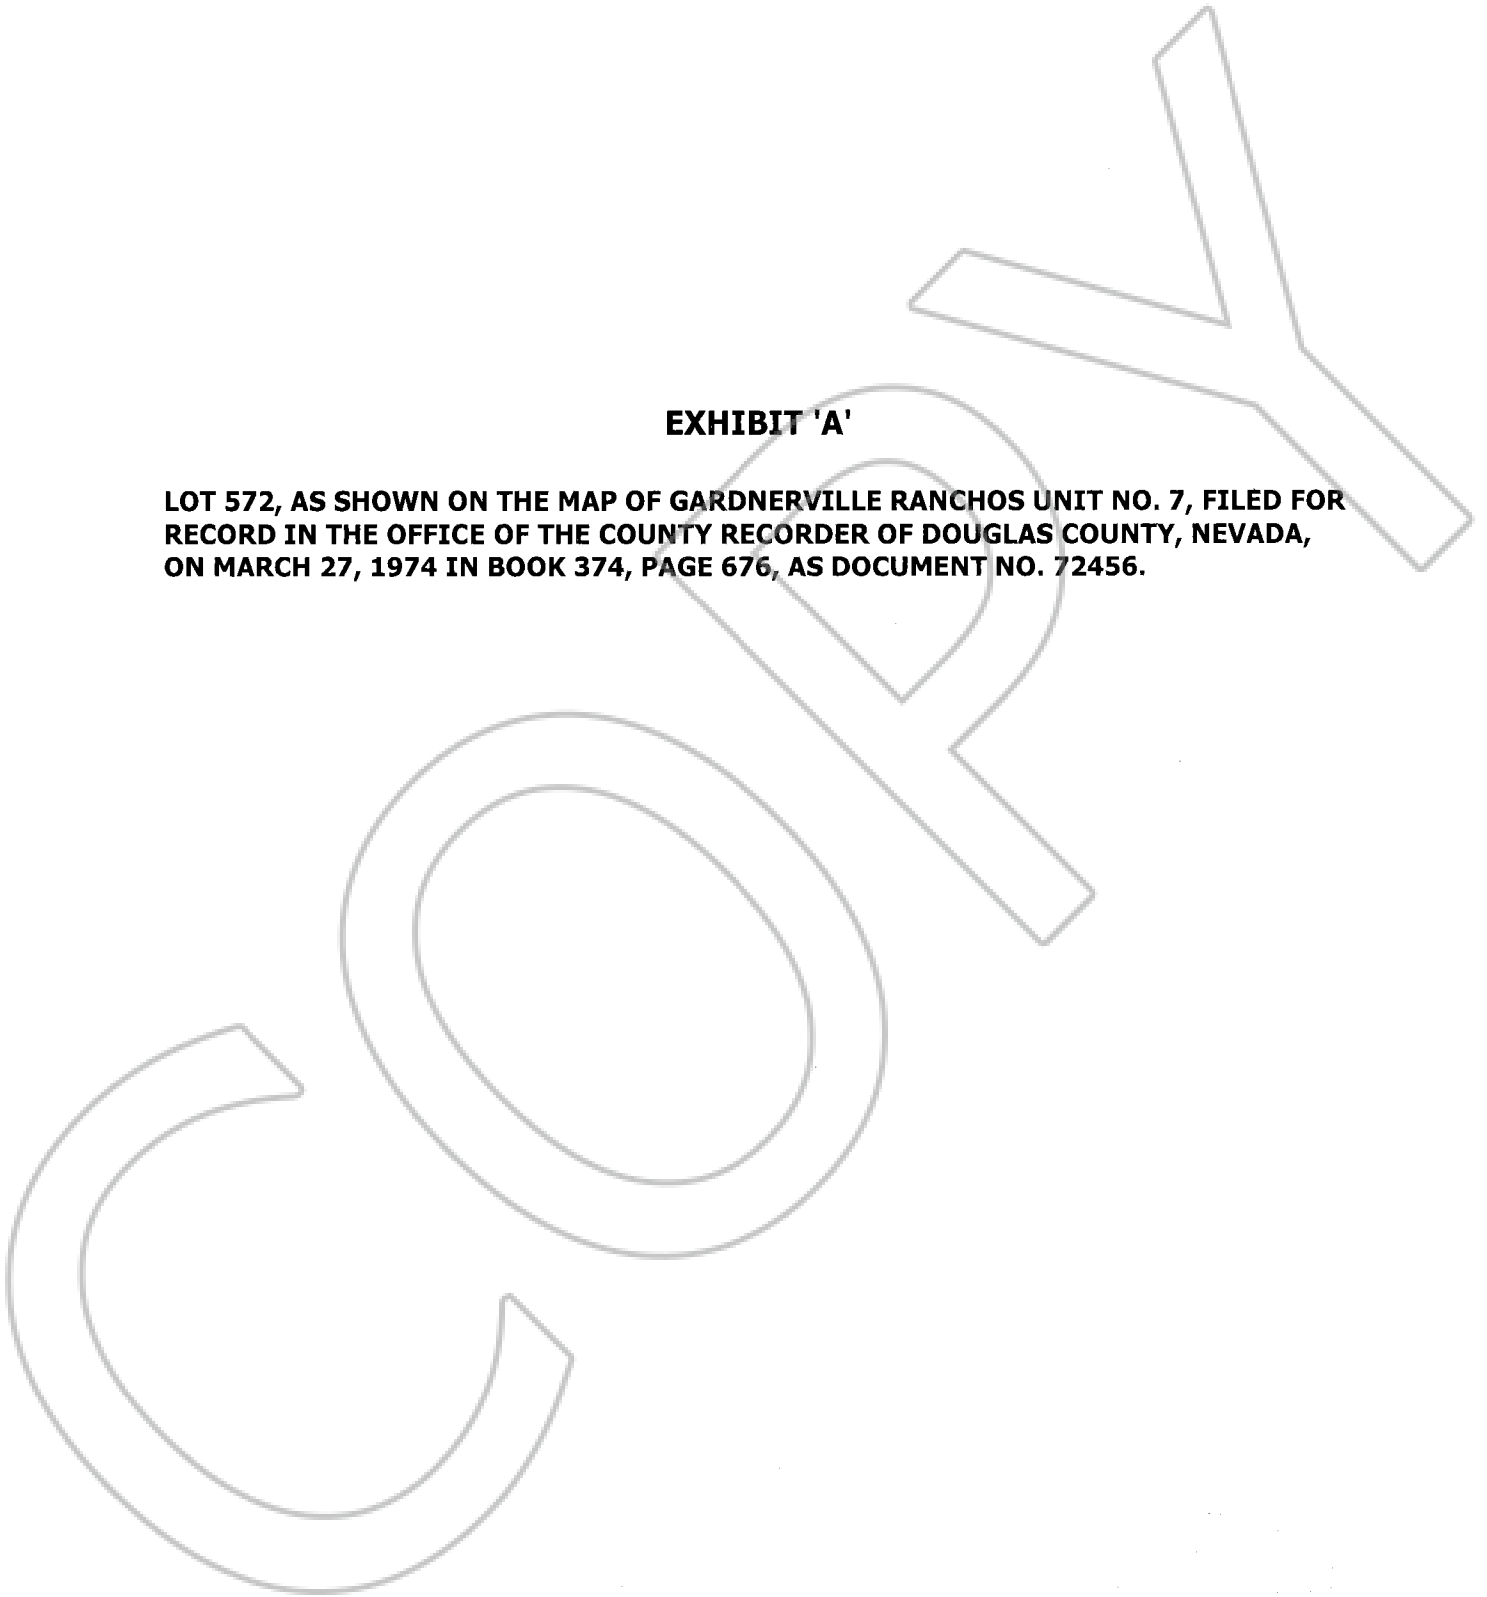 EXHIBIT 'A'
LOT 572, AS SHOWN ON THE MAP OF GARDNERVILLE RANCHOS UNIT NO. 7, FILED FOR
RECORD IN THE OFFICE OF THE COUNTY RECORDER OF DOUGLAS COUNTY, NEVADA,
ON MARCH 27, 1974 IN BOOK 374, PAGE 676, AS DOCUMENT NO. 72456.
COPY